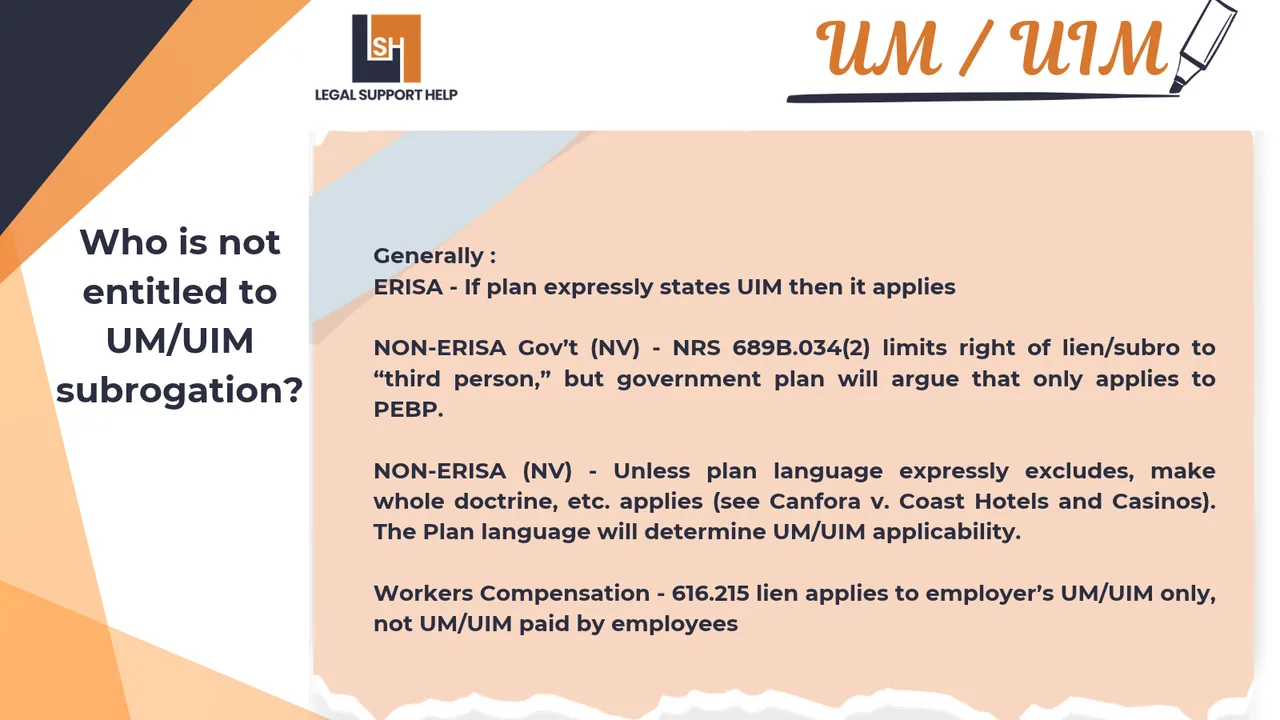 LSH
LEGAL SUPPORT HELP
UM / UIM
Who is not
entitled to
UM/UIM
subrogation?
Generally :
ERISA - If plan expressly states UIM then it applies
NON-ERISA Gov’t (NV) - NRS 689B.034(2) limits right of lien/subro to
“third person,” but government plan will argue that only applies to
PEBP.
NON-ERISA (NV) - Unless plan language expressly excludes, make
whole doctrine, etc. applies (see Canfora v. Coast Hotels and Casinos).
The Plan language will determine UM/UIM applicability.
Workers Compensation - 616.215 lien applies to employer’s UM/UIM only,
not UM/UIM paid by employees